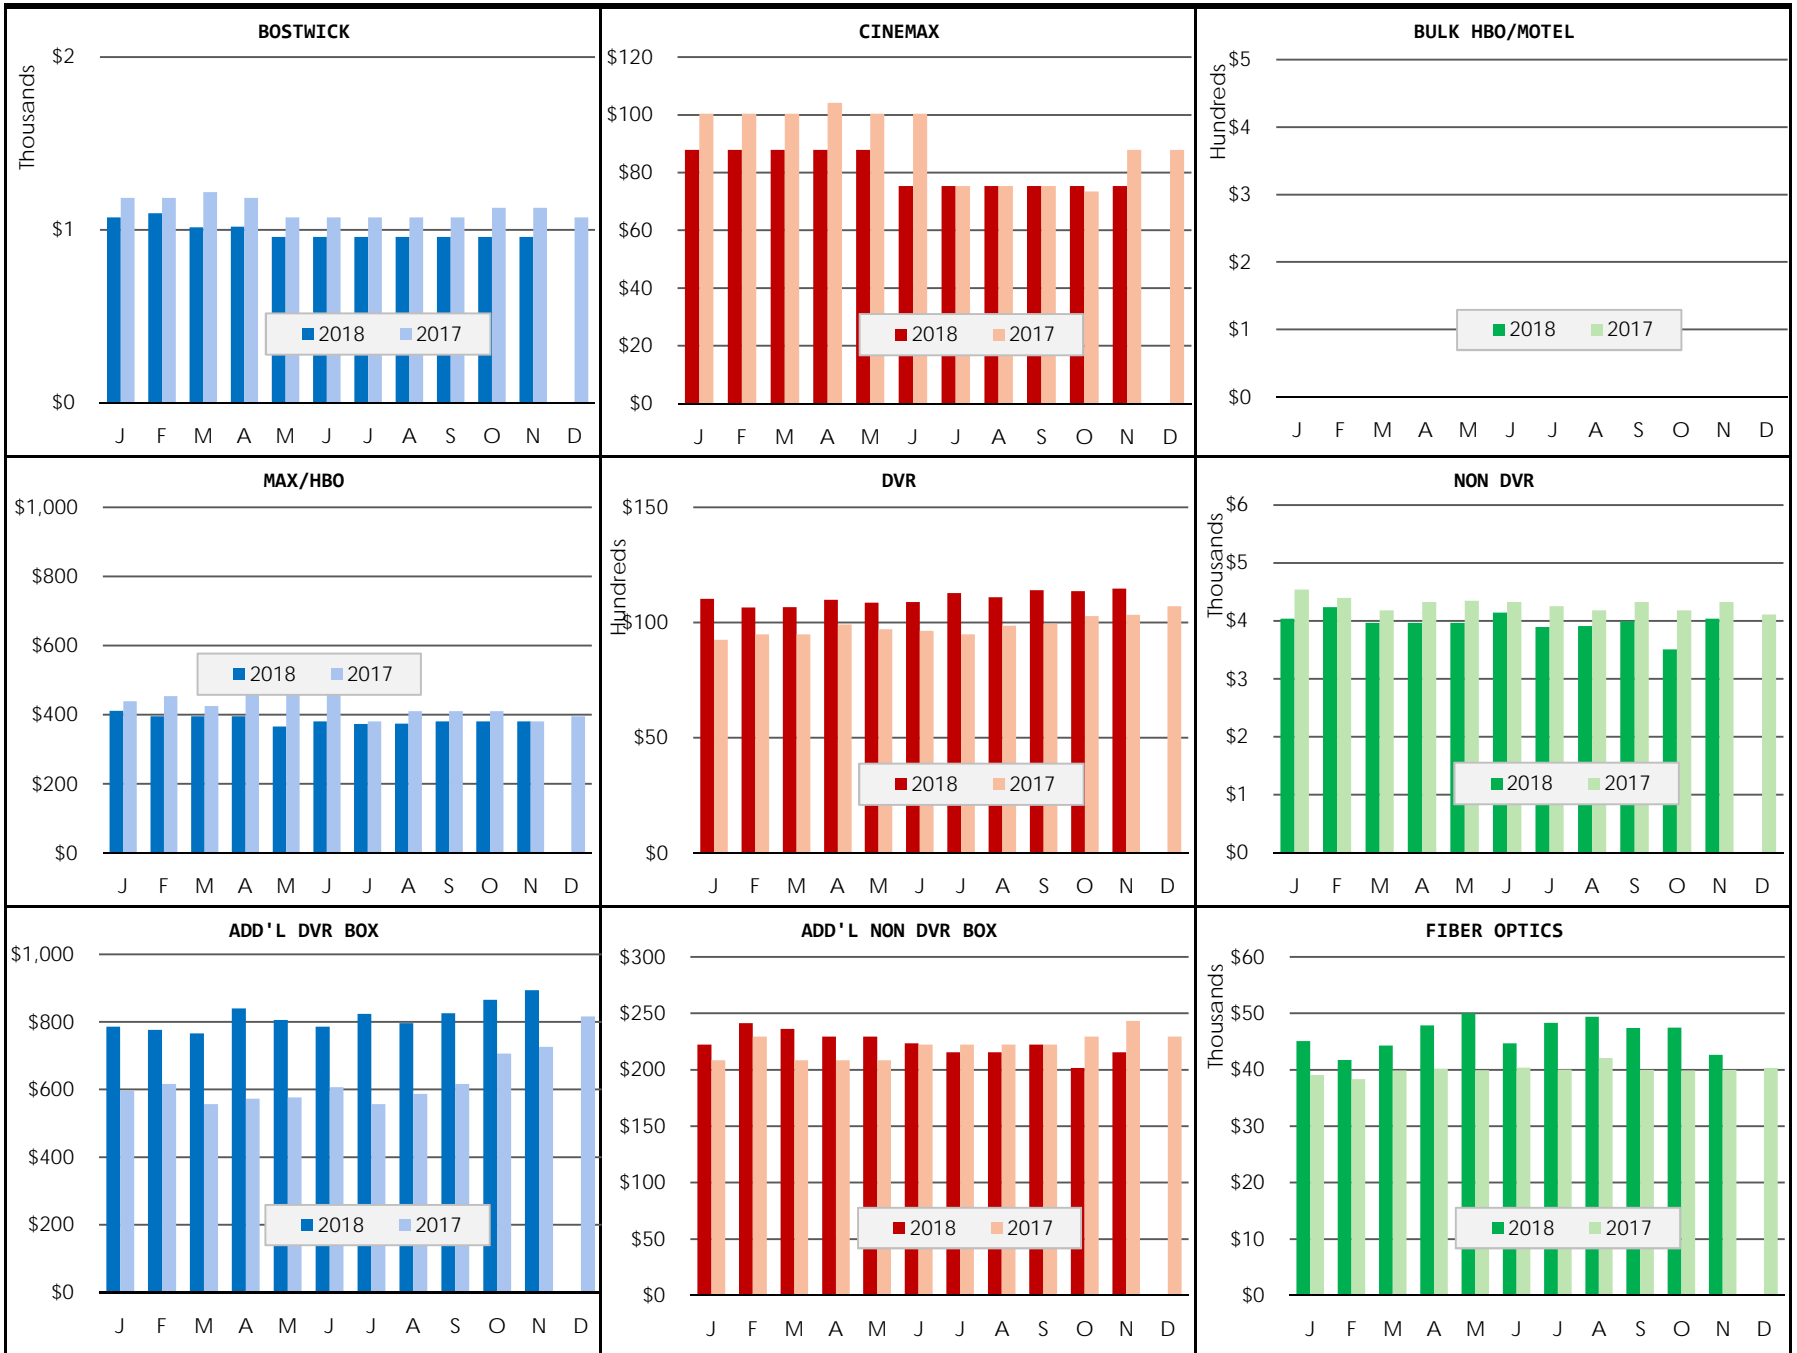 BOSTWICK
Thousands
$2
$1
$0
J F M A M J J A S O N D
2018 2017
CINEMAX
$120
$100
$80
$60
$40
$20
$0
J F M A M J J A S O N D
2018 2017
BULK HBO/MOTEL
Hundreds
$5
$4
$3
$2
$1
$0
J F M A M J J A S O N D
2018 2017
MAX/HBO
$1,000
$800
$600
$400
$200
$0
J F M A M J J A S O N D
2018 2017
DVR
Hundreds
$150
$100
$50
$0
J F M A M J J A S O N D
2018 2017
NON DVR
Thousands
$6
$5
$4
$3
$2
$1
$0
J F M A M J J A S O N D
2018 2017
ADD'L DVR BOX
$1,000
$800
$600
$400
$200
$0
J F M A M J J A S O N D
2018 2017
ADD'L NON DVR BOX
$300
$250
$200
$150
$100
$50
$0
J F M A M J J A S O N D
2018 2017
FIBER OPTICS
Thousands
$60
$50
$40
$30
$20
$10
$0
J F M A M J J A S O N D
2018 2017